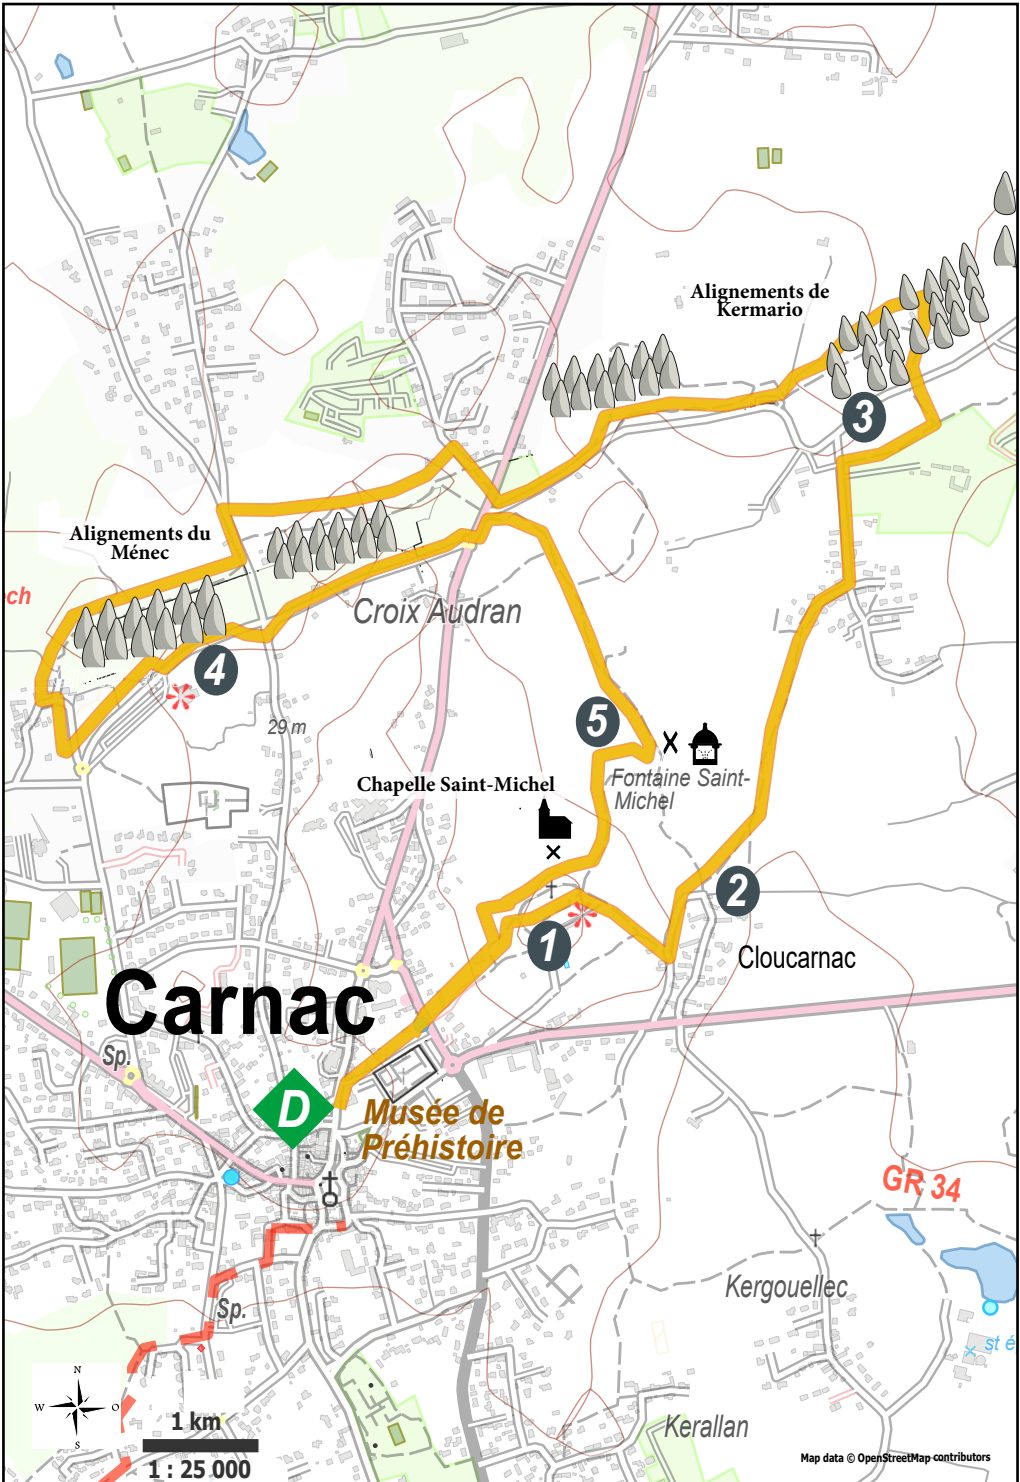 Alignements de
Kermario
3
Alignements du
Ménec
ech
Croix Audran
4
5
29 m
Fontaine Saint-
Michel
Chapelle Saint-Michel
2
1
Cloucarnac
Carnac
Sp.
D
Musée de
Préhistoire
GR 34
Kergouellec
Sp.
st é
N
W
O
S
1 km
1 : 25 000
Kerallan
Map data © OpenStreetMap contributors